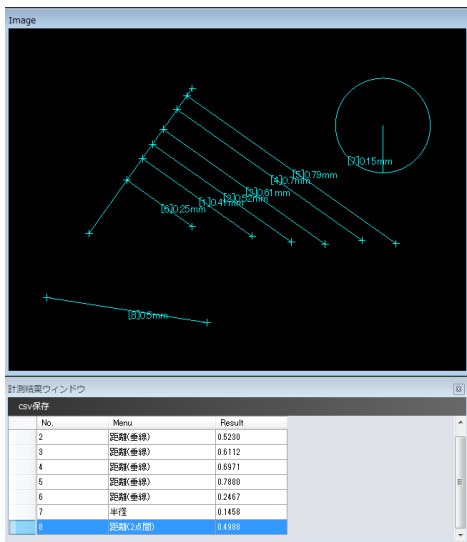 Image
[7]0.15mm
[5]0.79mm
[4]0.7mm
[3]0.61mm
[2]0.52mm
[1]0.41mm
[6]0.25mm
[8]0.5mm
計測結果ウィンドウ
csv保存
No. Menu Result
2 距離(垂線) 0.5230
3 距離(垂線) 0.6112
4 距離(垂線) 0.6971
5 距離(垂線) 0.7880
6 距離(垂線) 0.2467
7 半径 0.1458
8 距離(2点間) 0.4988